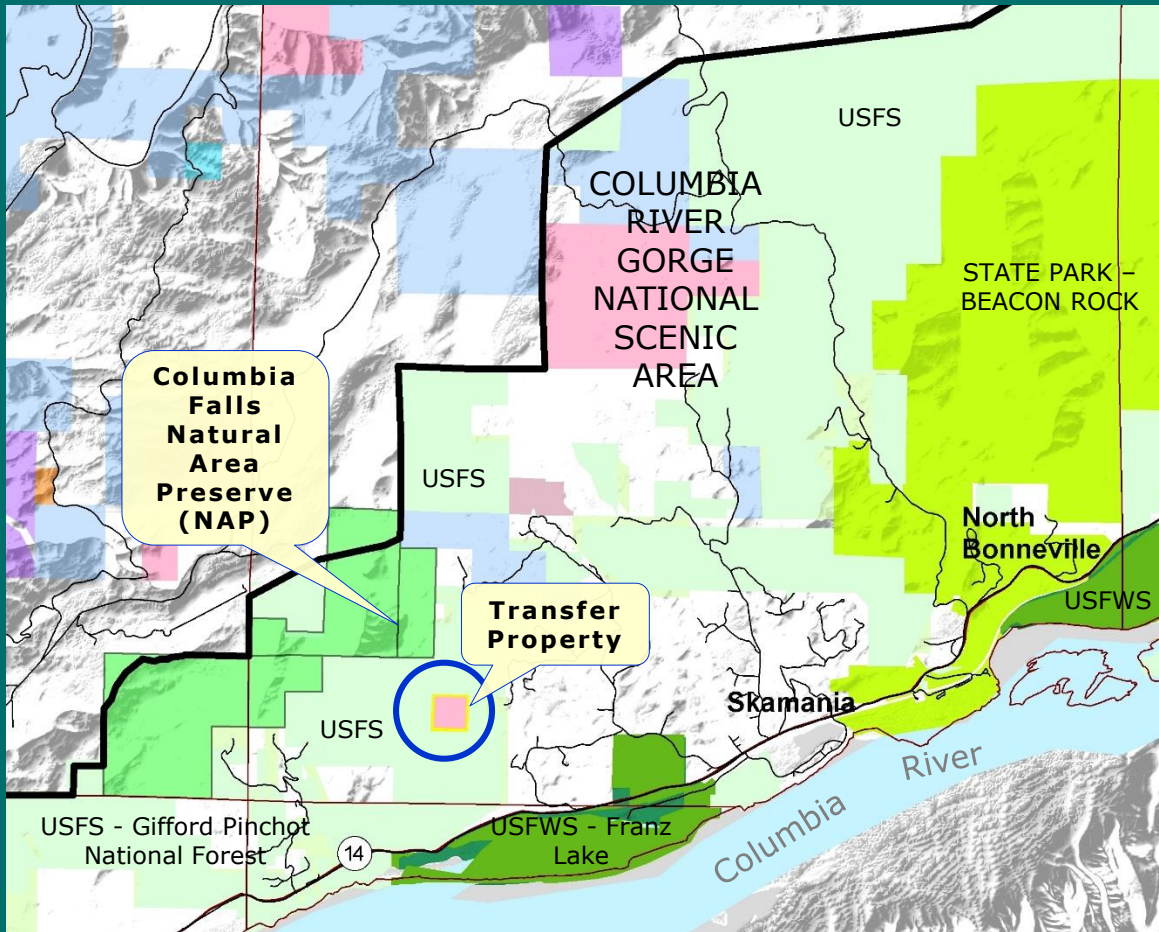 USFS
COLUMBIA
RIVER
GORGE
NATIONAL
SCENIC
AREA
STATE PARK –
BEACON ROCK
Columbia
Falls
Natural
Area
Preserve
(NAP)
USFS
North
Bonneville
USFWS
Transfer
Property
Skamania
USFS
River
Columbia
USFS - Gifford Pinchot
National Forest
14
USFWS - Franz
Lake